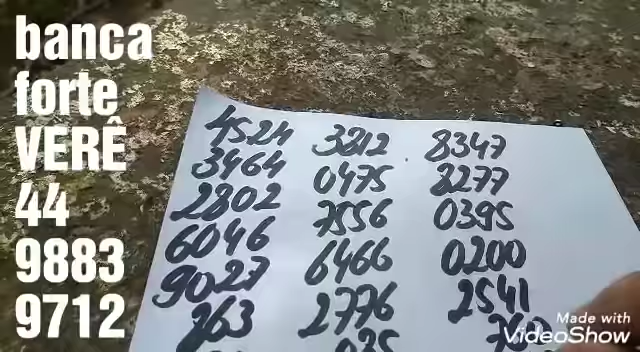 banca
forte
VERÊ
44
9883
9712
4524 3212 8347
3464 0475 8277
2802 7556 0395
6046 6466 0200
9027 2776 2541
763
Made with
VideoShow